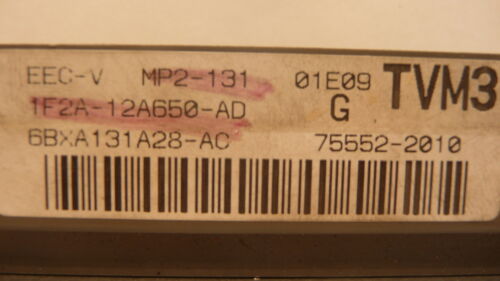 EEC-V MP2-131 01E09 TVM3
1F2A-12A650-AD G
6BXA131A28-AC 75552-2010